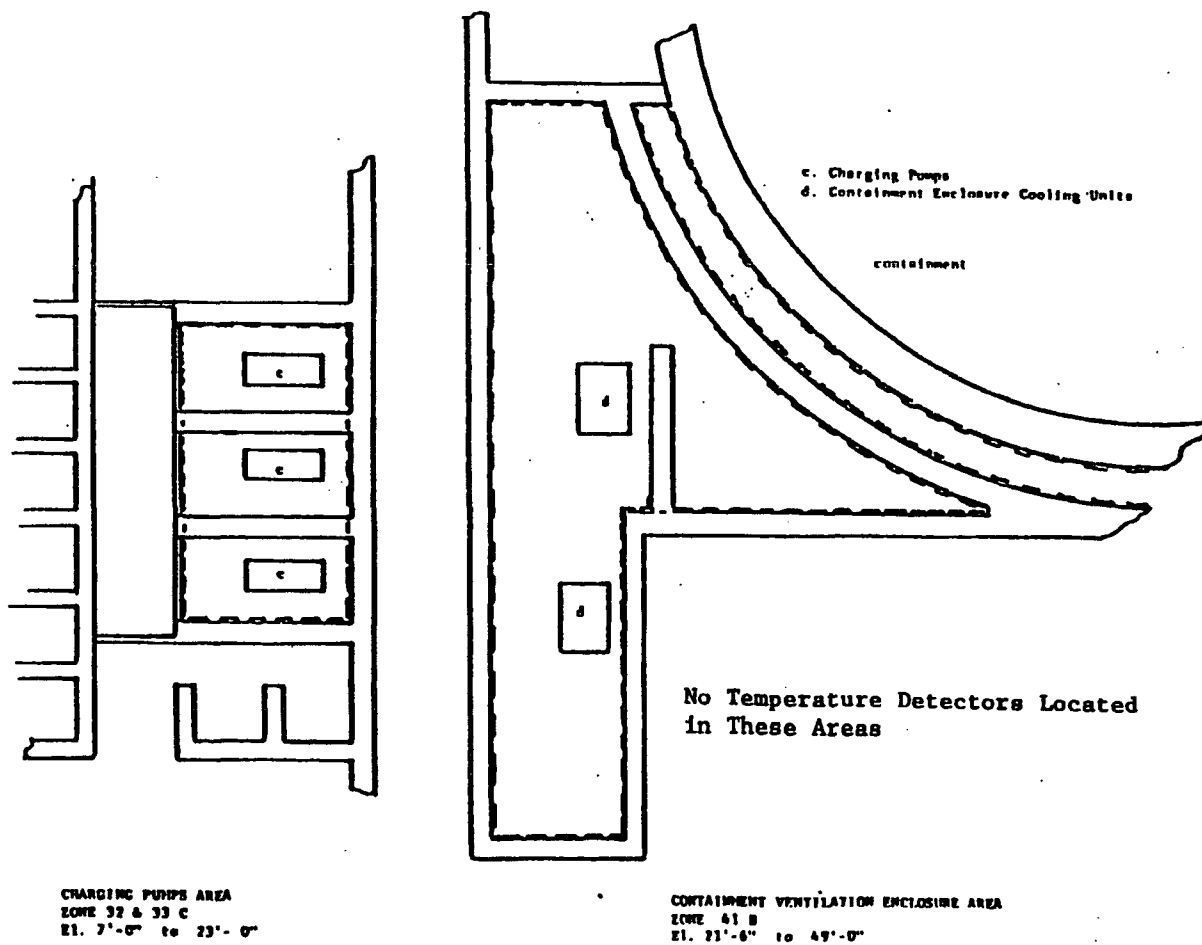 c. Charging Pumps
d. Containment Enclosure Cooling Units
containment
c
c
c
d
d
No Temperature Detectors Located
in These Areas
CHARGING PUMPS AREA
ZONE 32 & 33 C
El. 7'-0" to 23'-0"
CONTAINMENT VENTILATION ENCLOSURE AREA
ZONE 41 B
El. 21'-6" to 49'-0"